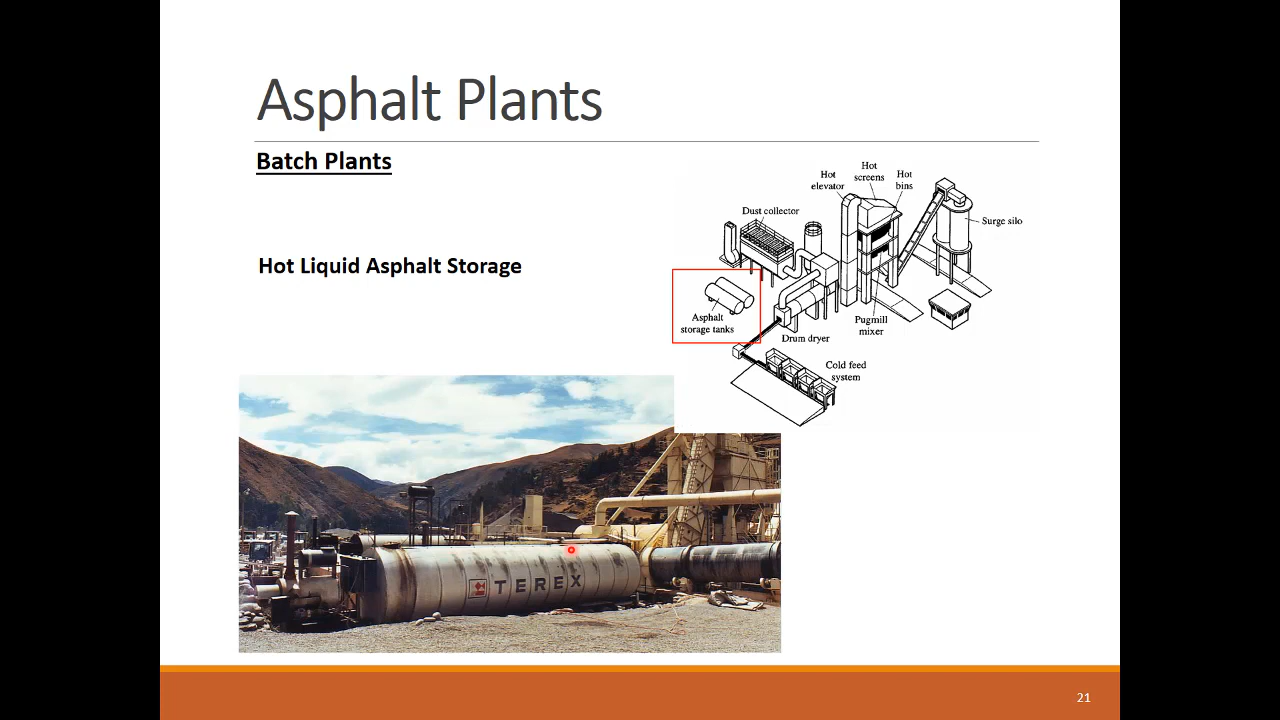 Asphalt Plants
Batch Plants
Hot Liquid Asphalt Storage
Hot
screens
Hot
elevator
Hot
bins
Dust collector
Surge silo
Asphalt
storage tanks
Pugmill
mixer
Drum dryer
Cold feed
system
TEREX
21